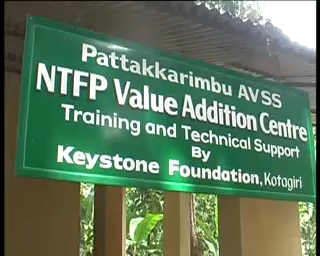 Pattakkarimbu AVSS
NTFP Value Addition Centre
Training and Technical Support
By
Keystone Foundation, Kotagiri